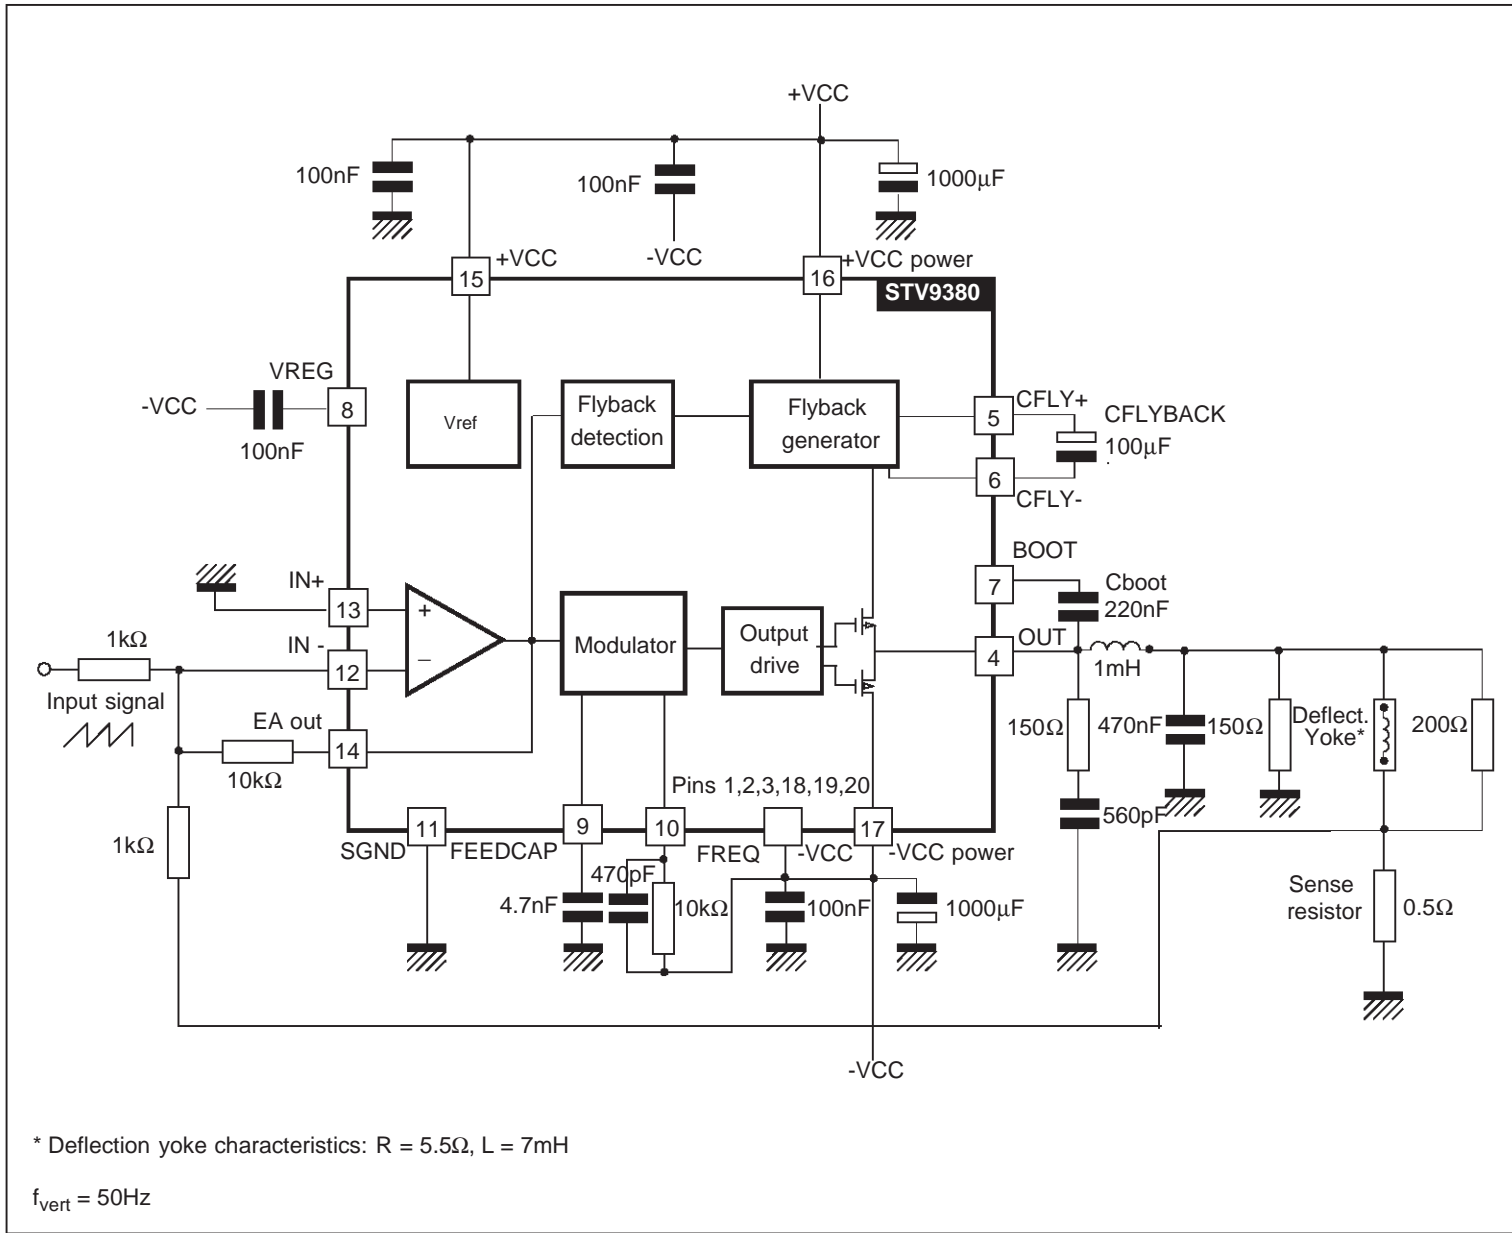 +VCC
100nF
100nF
1000μF
-VCC
+VCC
+VCC power
15
16
STV9380
VREG
-VCC
8
100nF
Vref
Flyback
detection
Flyback
generator
CFLY+
5
CFLYBACK
100μF
6
CFLY-
BOOT
7
Cboot
220nF
IN+
13
+
1kΩ
IN -
12
–
Modulator
Output
drive
OUT
4
1mH
Input signal
EA out
14
10kΩ
150Ω
470nF
150Ω
Deflect.
Yoke*
200Ω
Pins 1,2,3,18,19,20
560pF
1kΩ
11
9
10
17
SGND
FEEDCAP
FREQ
-VCC
-VCC power
470pF
4.7nF
10kΩ
100nF
1000μF
Sense
resistor
0.5Ω
-VCC
* Deflection yoke characteristics: R = 5.5Ω, L = 7mH
fvert = 50Hz